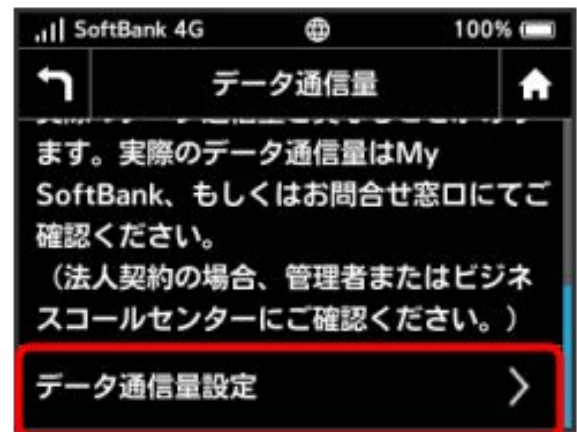 SoftBank 4G 100%
データ通信量
ます。実際のデータ通信量はMy
SoftBank、もしくはお問合せ窓口にてご
確認ください。
（法人契約の場合、管理者またはビジネ
スコールセンターにご確認ください。）
データ通信量設定